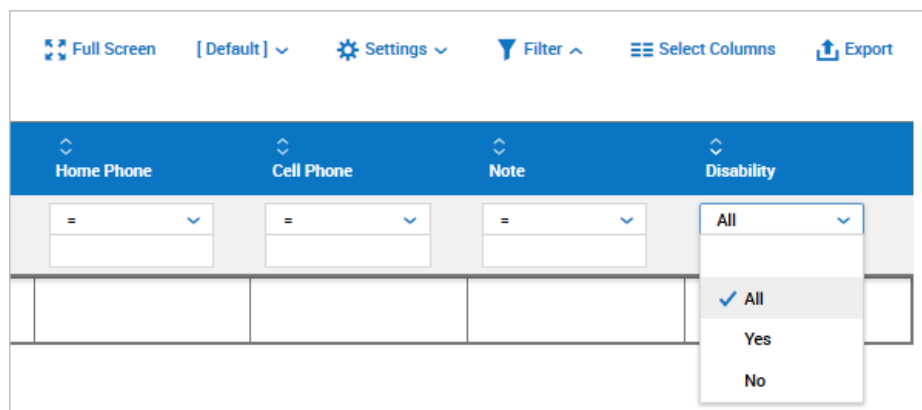 Full Screen [ Default ] Settings Filter Select Columns Export
Home Phone Cell Phone Note Disability
= = = All
All
Yes
No